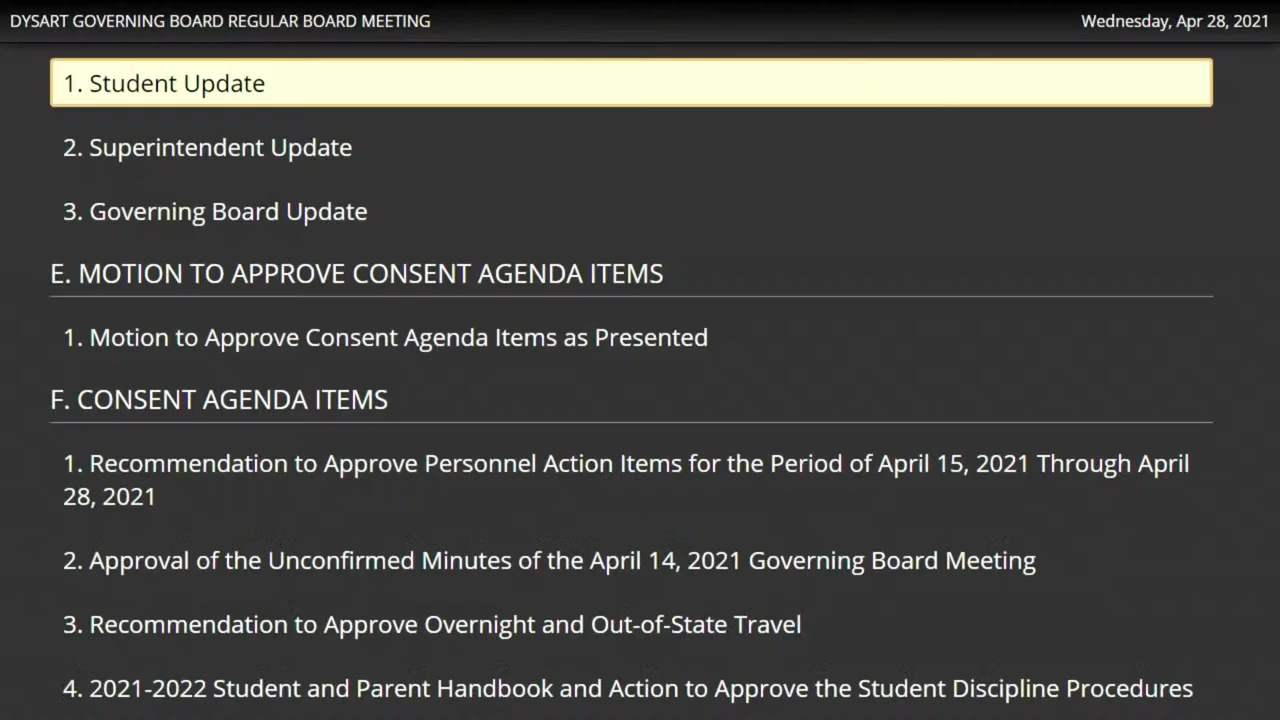 DYSART GOVERNING BOARD REGULAR BOARD MEETING
Wednesday, Apr 28, 2021
1. Student Update
2. Superintendent Update
3. Governing Board Update
E. MOTION TO APPROVE CONSENT AGENDA ITEMS
1. Motion to Approve Consent Agenda Items as Presented
F. CONSENT AGENDA ITEMS
1. Recommendation to Approve Personnel Action Items for the Period of April 15, 2021 Through April
28, 2021
2. Approval of the Unconfirmed Minutes of the April 14, 2021 Governing Board Meeting
3. Recommendation to Approve Overnight and Out-of-State Travel
4. 2021-2022 Student and Parent Handbook and Action to Approve the Student Discipline Procedures